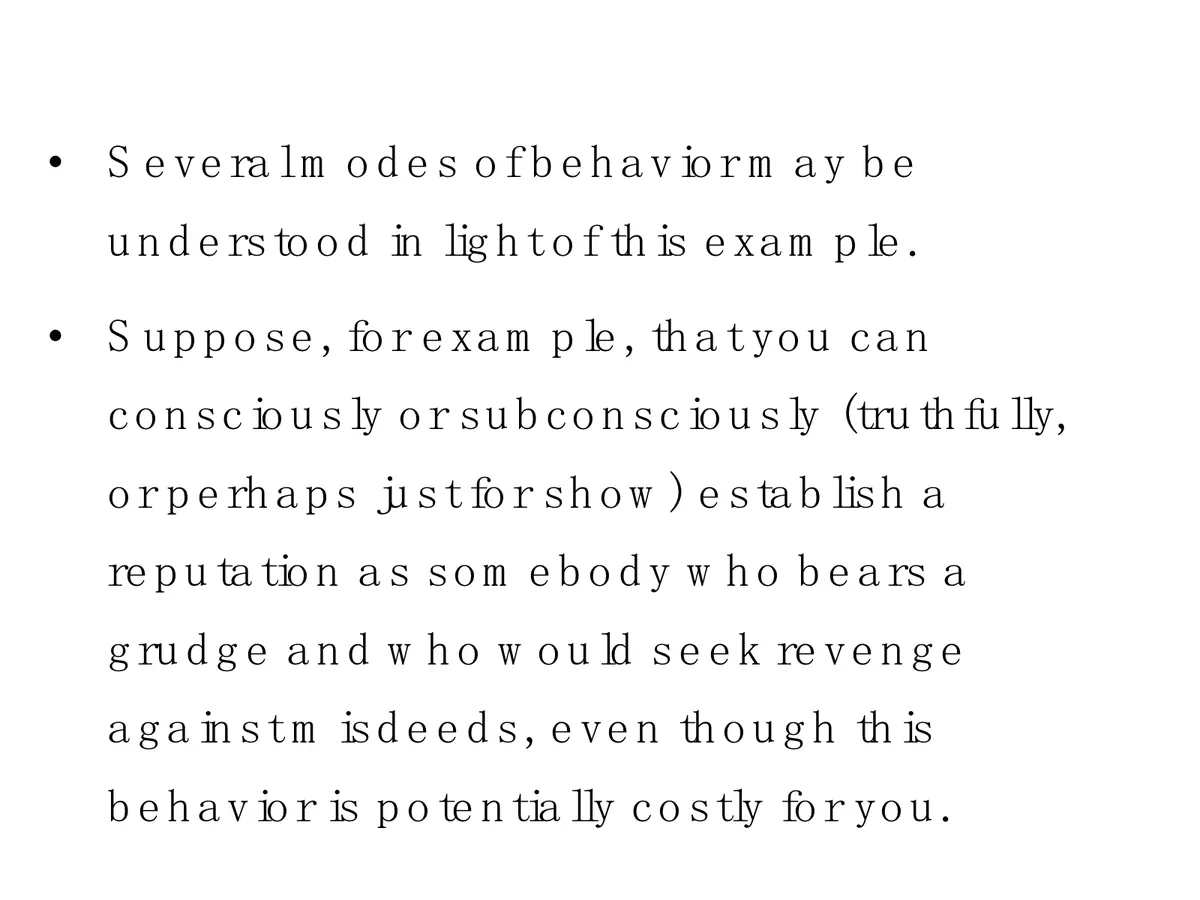 • Several modes of behavior may be
understood in light of this example.
• Suppose, for example, that you can
consciously or subconsciously (truthfully,
or perhaps just for show) establish a
reputation as somebody who bears a
grudge and who would seek revenge
against misdeeds, even though this
behavior is potentially costly for you.